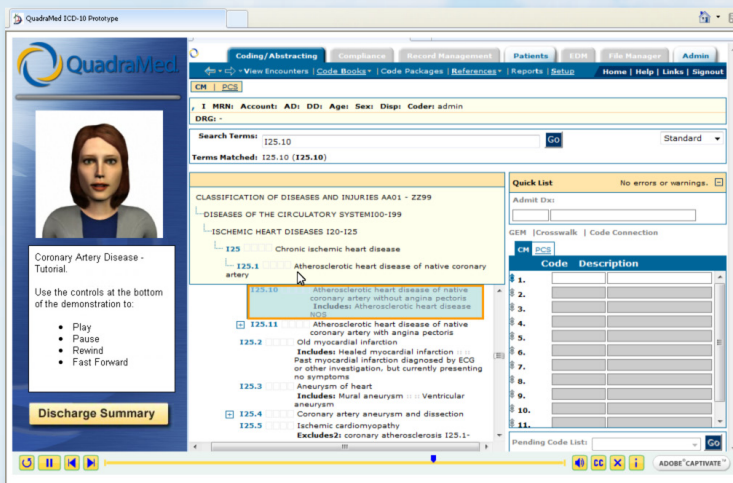 QuadraMed ICD-10 Prototype
QuadraMed
Coding/Abstracting Compliance Record Management Patients EDM File Manager Admin
View Encounters | Code Books | Code Packages | References | Reports | Setup Home | Help | Links | Signout
CM | PCS
, I MRN: Account: AD: DD: Age: Sex: Disp: Coder: admin
DRG: -
Search Terms: I25.10 Go Standard
Terms Matched: I25.10 (I25.10)
CLASSIFICATION OF DISEASES AND INJURIES AA01 - ZZ99
DISEASES OF THE CIRCULATORY SYSTEMI00-I99
ISCHEMIC HEART DISEASES I20-I25
I25 Chronic ischemic heart disease
I25.1 Atherosclerotic heart disease of native coronary
artery
I25.10 Atherosclerotic heart disease of native
coronary artery without angina pectoris
Includes: Atherosclerotic heart disease
NOS
I25.11 Atherosclerotic heart disease of native
coronary artery with angina pectoris
I25.2 Old myocardial infarction
Includes: Healed myocardial infarction :: ::
Past myocardial infarction diagnosed by ECG
or other investigation, but currently presenting
no symptoms
I25.3 Aneurysm of heart
Includes: Mural aneurysm :: :: Ventricular
aneurysm
I25.4 Coronary artery aneurysm and dissection
I25.5 Ischemic cardiomyopathy
Excludes2: coronary atherosclerosis I25.1-
Quick List No errors or warnings.
Admit Dx:
GEM |Crosswalk | Code Connection
CM PCS
Code Description
1.
2.
3.
4.
5.
6.
7.
8.
9.
10.
11.
Pending Code List: Go
Coronary Artery Disease -
Tutorial.
Use the controls at the bottom
of the demonstration to:
• Play
• Pause
• Rewind
• Fast Forward
Discharge Summary
CC X i ADOBE® CAPTIVATE™